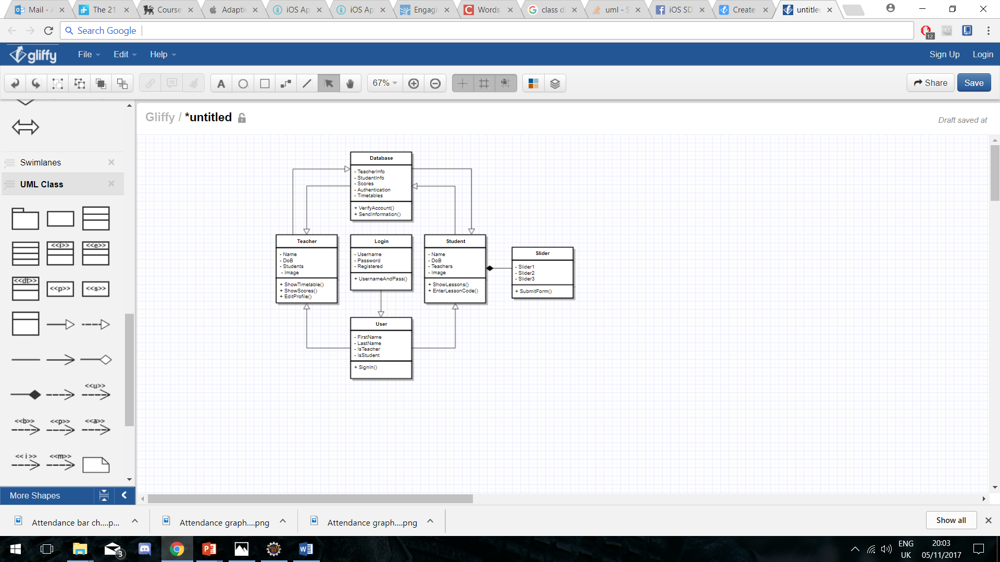 Mail - A
The 21
Course
Adaptiv
iOS Ap
iOS Ap
Engagi
Words
class di
uml - S
iOS SD
Create
untitled
Search Google
12
gliffy
File
Edit
Help
Sign Up
Login
A
67%
Share
Save
Gliffy / *untitled
Draft saved at
Swimlanes
UML Class
<<i>>
<<e>>
<<dt>>
<<p>>
<<s>>
<<u>>
<<b>>
<<p>>
<<a>>
<< i >>
<<m>>
More Shapes
Database
- TeacherInfo
- StudentInfo
- Scores
- Authentication
- Timetables
+ VerifyAccount()
+ SendInformation()
Teacher
- Name
- DoB
- Students
- Image
+ ShowTimetable()
+ ShowScores()
+ EditProfile()
Login
- Username
- Password
- Registered
+ UsernameAndPass()
Student
- Name
- DoB
- Teachers
- Image
+ ShowLessons()
+ EnterLessonCode()
Slider
- Slider1
- Slider2
- Slider3
+ SubmitForm()
User
- FirstName
- LastName
- IsTeacher
- IsStudent
+ SignIn()
Attendance bar ch....p...
Attendance graph....png
Attendance graph....png
Show all
3
ENG
UK
20:03
05/11/2017